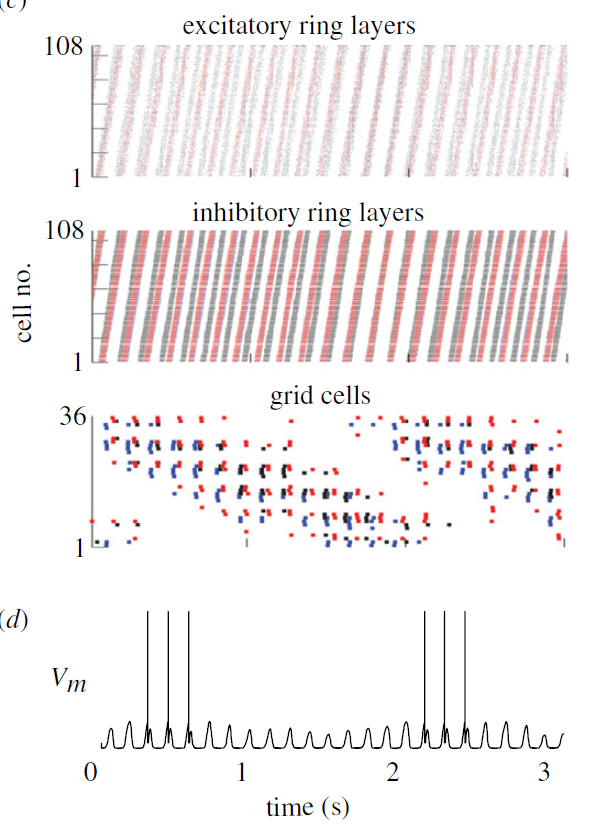 (c)
excitatory ring layers
108
1
inhibitory ring layers
108
cell no.
1
grid cells
36
1
(d)
Vm
0 1 2 3
time (s)